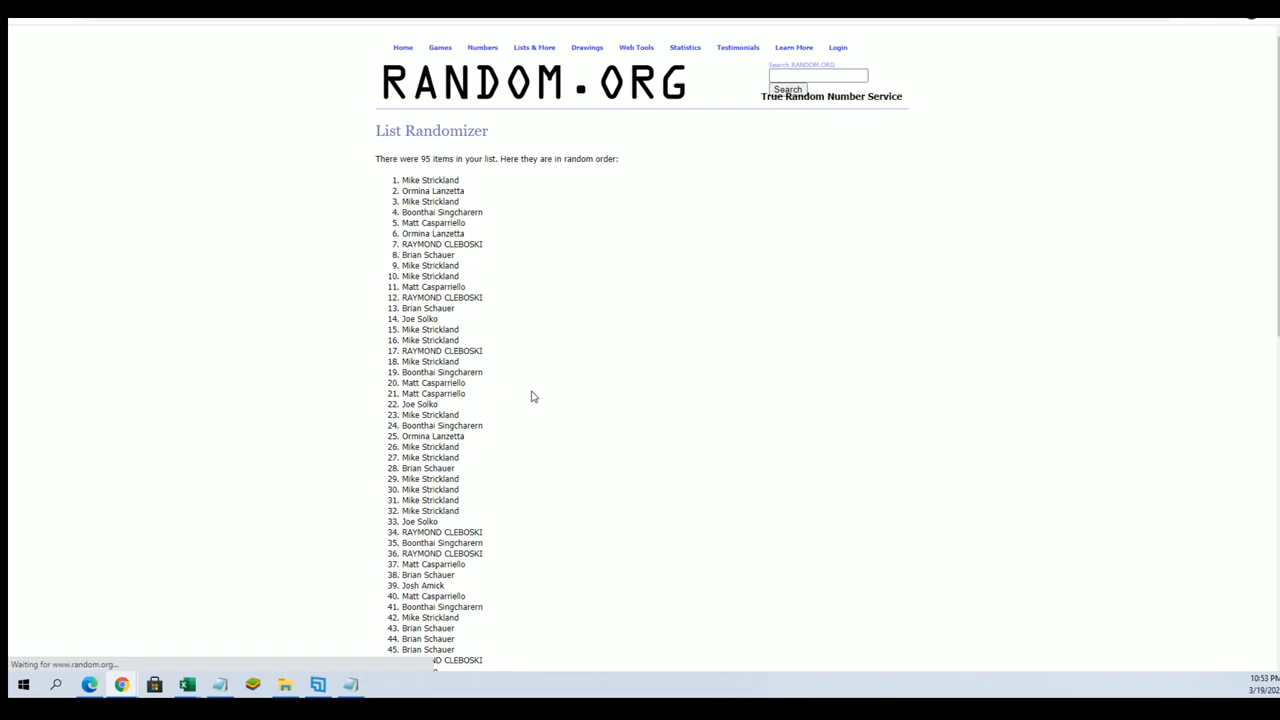 Home Games Numbers Lists & More Drawings Web Tools Statistics Testimonials Learn More Login
RANDOM.ORG
Search RANDOM.ORG
Search
True Random Number Service
List Randomizer
There were 95 items in your list. Here they are in random order:
1. Mike Strickland
2. Ormina Lanzetta
3. Mike Strickland
4. Boonthai Singcharern
5. Matt Casparriello
6. Ormina Lanzetta
7. RAYMOND CLEBOSKI
8. Brian Schauer
9. Mike Strickland
10. Mike Strickland
11. Matt Casparriello
12. RAYMOND CLEBOSKI
13. Brian Schauer
14. Joe Solko
15. Mike Strickland
16. Mike Strickland
17. RAYMOND CLEBOSKI
18. Mike Strickland
19. Boonthai Singcharern
20. Matt Casparriello
21. Matt Casparriello
22. Joe Solko
23. Mike Strickland
24. Boonthai Singcharern
25. Ormina Lanzetta
26. Mike Strickland
27. Mike Strickland
28. Brian Schauer
29. Mike Strickland
30. Mike Strickland
31. Mike Strickland
32. Mike Strickland
33. Joe Solko
34. RAYMOND CLEBOSKI
35. Boonthai Singcharern
36. RAYMOND CLEBOSKI
37. Matt Casparriello
38. Brian Schauer
39. Josh Amick
40. Matt Casparriello
41. Boonthai Singcharern
42. Mike Strickland
43. Brian Schauer
44. Brian Schauer
45. Brian Schauer
ND CLEBOSKI
Waiting for www.random.org...
10:53 PM
3/19/202